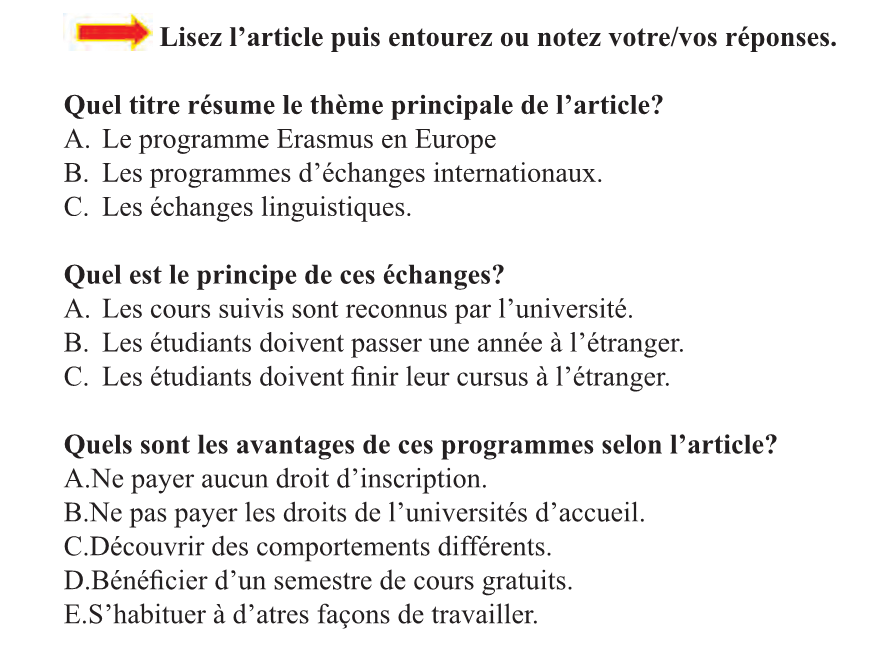 Lisez l’article puis entourez ou notez votre/vos réponses.
Quel titre résume le thème principale de l’article?
A. Le programme Erasmus en Europe
B. Les programmes d’échanges internationaux.
C. Les échanges linguistiques.
Quel est le principe de ces échanges?
A. Les cours suivis sont reconnus par l’université.
B. Les étudiants doivent passer une année à l’étranger.
C. Les étudiants doivent finir leur cursus à l’étranger.
Quels sont les avantages de ces programmes selon l’article?
A.Ne payer aucun droit d’inscription.
B.Ne pas payer les droits de l’universités d’accueil.
C.Découvrir des comportements différents.
D.Bénéficier d’un semestre de cours gratuits.
E.S’habituer à d’atres façons de travailler.